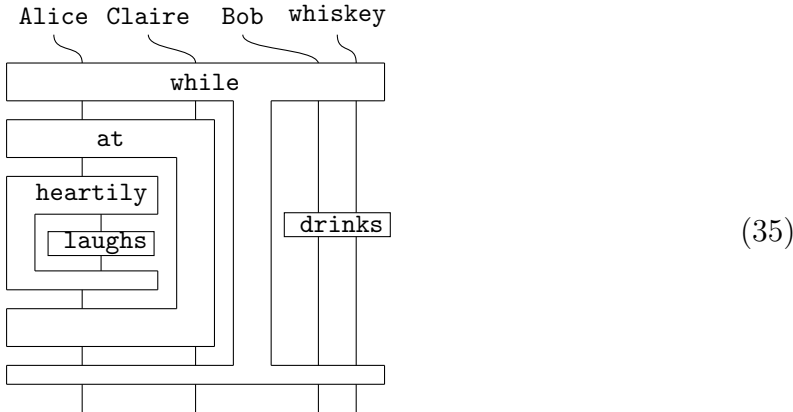 Alice Claire Bob whiskey
while
at
heartily
laughs
drinks
(35)